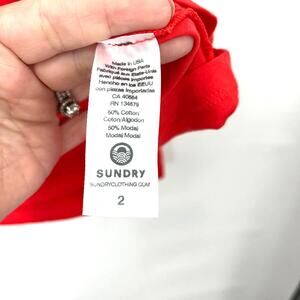 Made in USA
With Foreign Parts
Fabriqué aux Etats-Unis
avec pièces importées
Hecho en los EEUU
con piezas importadas
CA 40554
RN 134679
50% Cotton
Coton/Algodon
50% Modal
Modal/Modal
SUNDRY
SUNDRYCLOTHING.COM
2